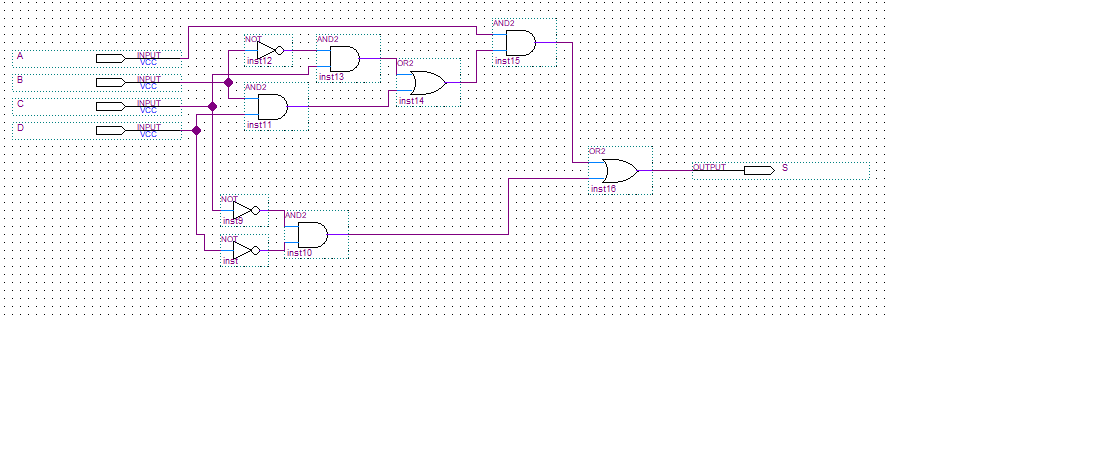 AND2
inst15
A
INPUT
VCC
NOT
inst12
AND2
inst13
OR2
inst14
B
INPUT
VCC
AND2
inst11
C
INPUT
VCC
D
INPUT
VCC
OR2
inst16
OUTPUT
S
NOT
inst9
AND2
inst10
NOT
inst